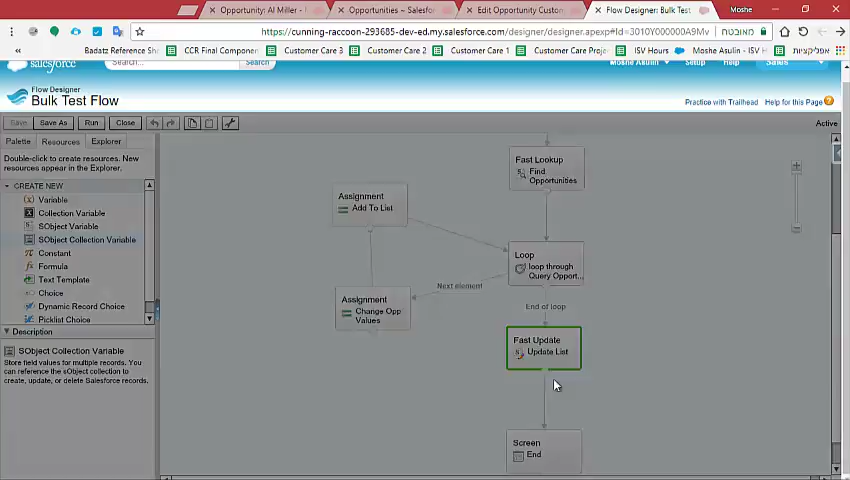 Opportunity: Al Miller -
Opportunities ~ Salesfor
Edit Opportunity Custom
Flow Designer: Bulk Test
Moshe
https://cunning-raccoon-293685-dev-ed.my.salesforce.com/designer/designer.apexp#Id=3010Y00000A9Mv
מאובטח
Badatz Reference Sh
CCR Final Componen
Customer Care 3
Customer Care 2
Customer Care 1
Customer Care Proje
ISV Hours
Moshe Asulin - ISV H
אפליקציות
salesforce
Search...
Search
Moshe Asulin
Setup
Help
Sales
Flow Designer
Bulk Test Flow
Practice with Trailhead
Help for this Page
Save
Save As
Run
Close
Active
Palette
Resources
Explorer
Double-click to create resources. New
resources appear in the Explorer.
CREATE NEW
Variable
Collection Variable
SObject Variable
SObject Collection Variable
Constant
Formula
Text Template
Choice
Dynamic Record Choice
Picklist Choice
Description
SObject Collection Variable
Store field values for multiple records. You
can reference the sObject collection to
create, update, or delete Salesforce records.
Fast Lookup
Find
Opportunities
Assignment
Add To List
Loop
loop through
Query Opport...
Next element
Assignment
Change Opp
Values
End of loop
Fast Update
Update List
Screen
End